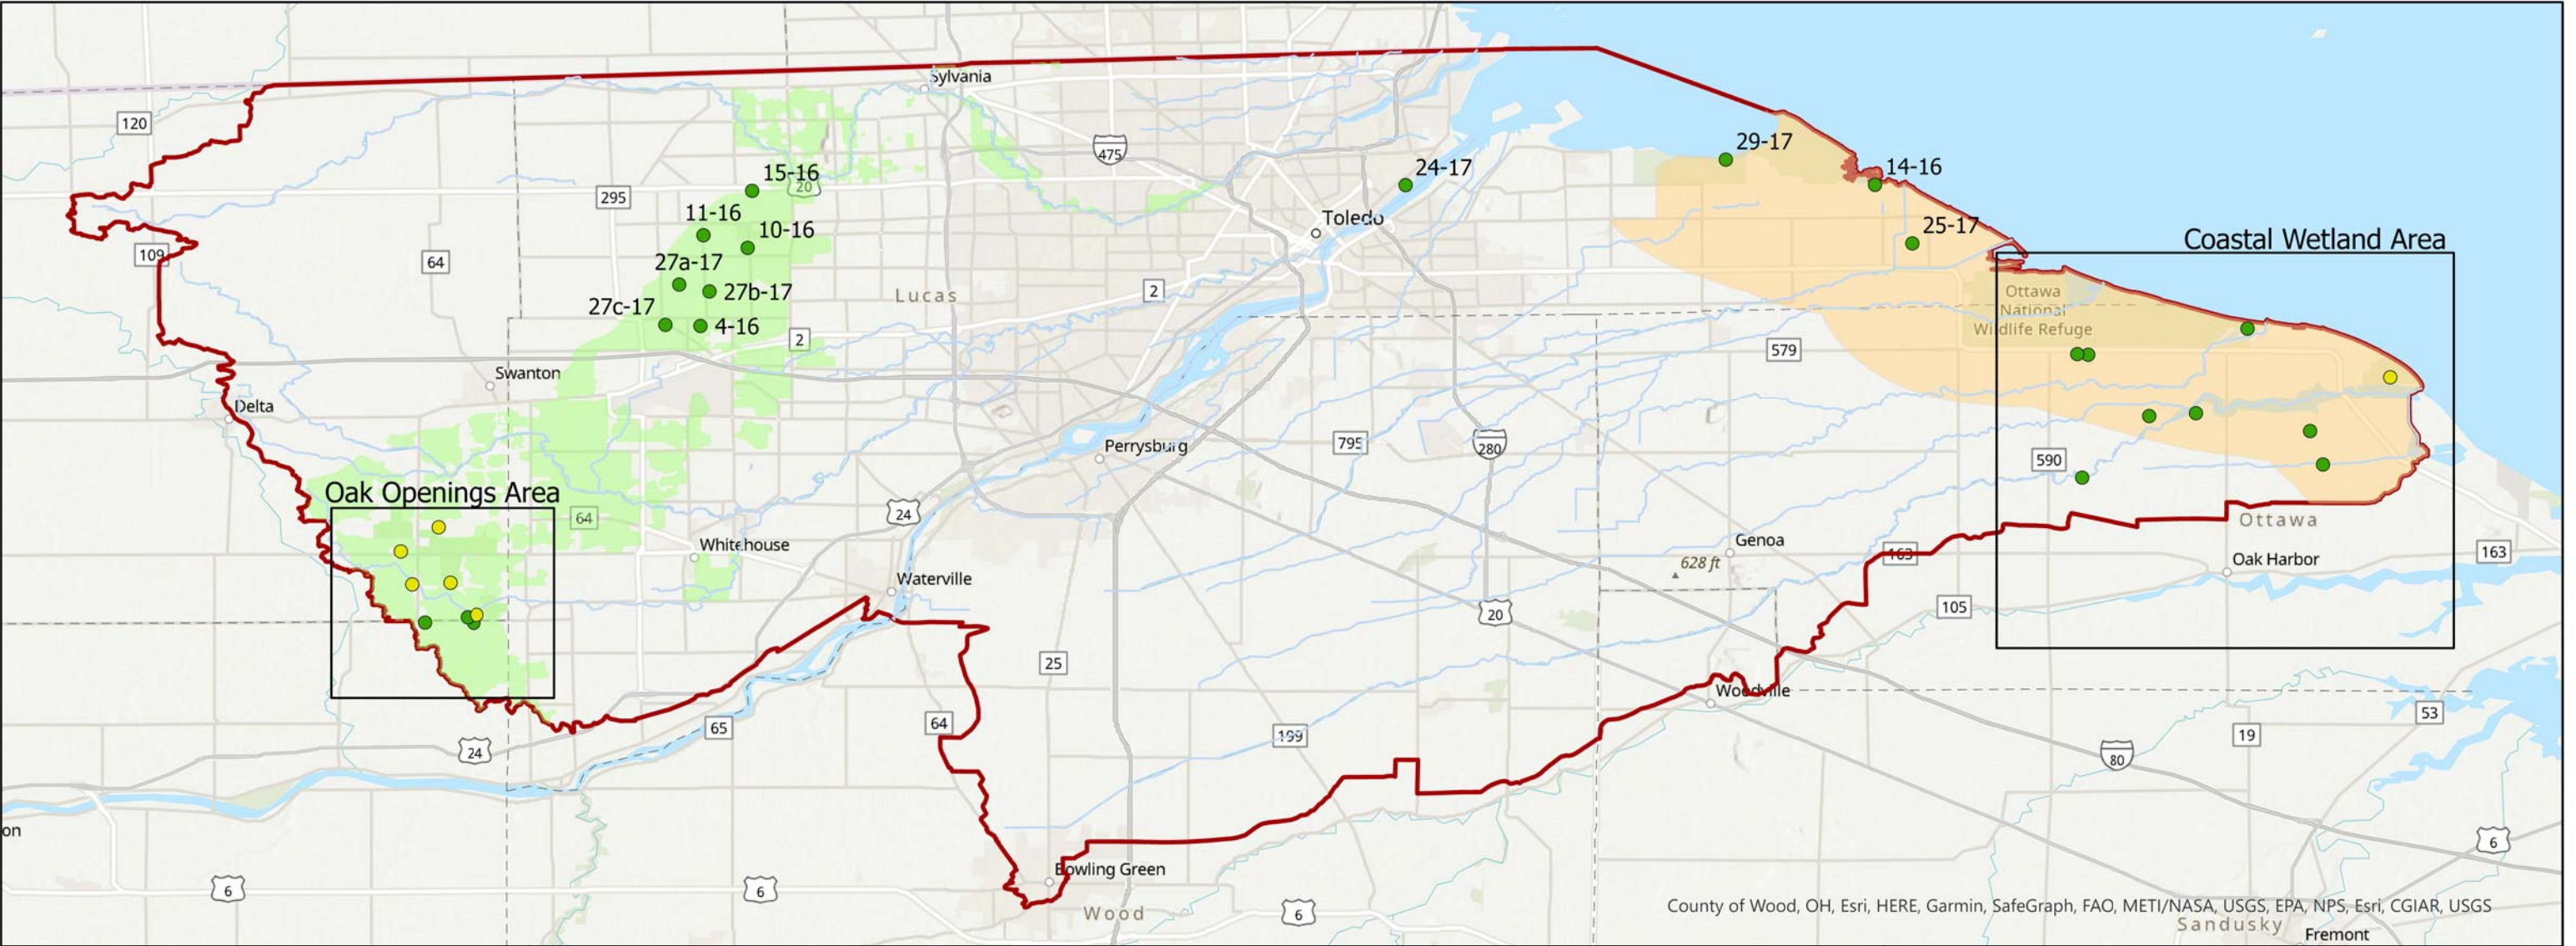 Sylvania
120
475
29-17
15-16
20
24-17
14-16
295
11-16
10-16
Toledo
25-17
109
64
27a-17
Coastal Wetland Area
27b-17
Lucas
2
Ottawa
National
Wildlife Refuge
27c-17
4-16
2
579
Swanton
Delta
Perrysburg
795
280
590
Oak Openings Area
64
24
Ottawa
Whitehouse
Genoa
163
163
628 ft
Oak Harbor
Waterville
20
105
25
Woodville
64
65
199
53
19
24
80
on
6
Bowling Green
6
6
6
Wood
County of Wood, OH, Esri, HERE, Garmin, SafeGraph, FAO, METI/NASA, USGS, EPA, NPS, Esri, CGIAR, USGS
Sandusky
Fremont